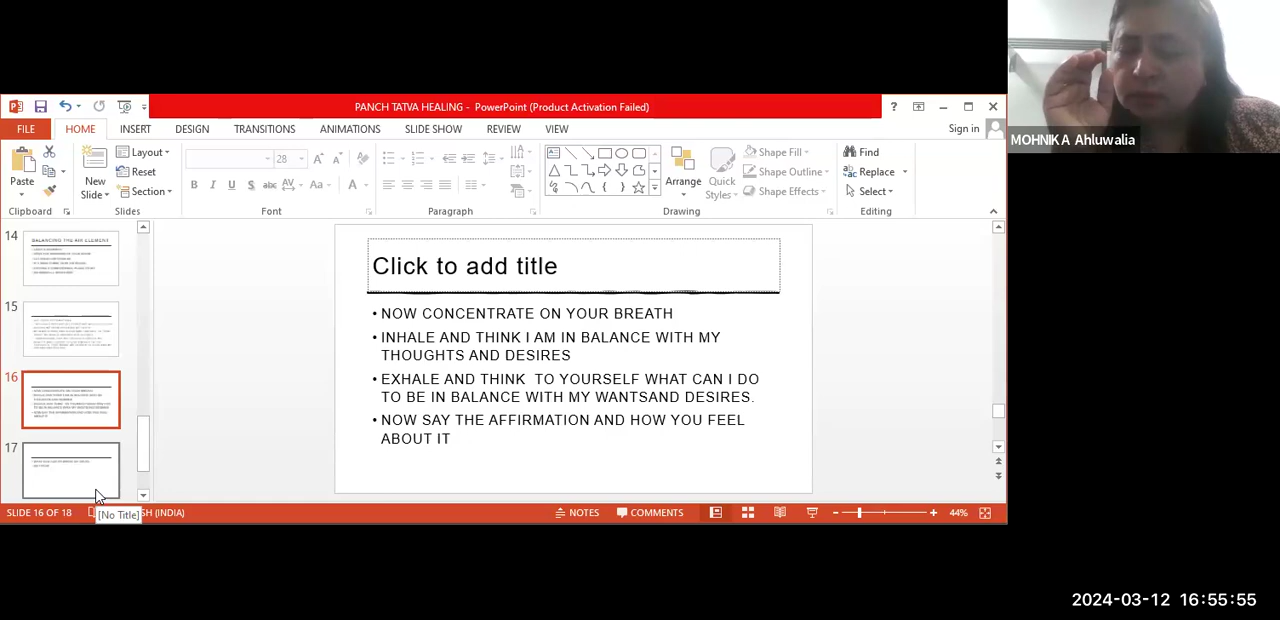 PANCH TATVA HEALING - PowerPoint (Product Activation Failed)
FILE
HOME
INSERT
DESIGN
TRANSITIONS
ANIMATIONS
SLIDE SHOW
REVIEW
VIEW
Sign in
Paste
New
Slide
Layout
Reset
Section
28
Arrange
Quick
Styles
Shape Fill
Shape Outline
Shape Effects
Find
Replace
Select
Clipboard
Slides
Font
Paragraph
Drawing
Editing
14
BALANCING THE AIR ELEMENT
15
16
17
Click to add title
• NOW CONCENTRATE ON YOUR BREATH
• INHALE AND THINK I AM IN BALANCE WITH MY
THOUGHTS AND DESIRES
• EXHALE AND THINK TO YOURSELF WHAT CAN I DO
TO BE IN BALANCE WITH MY WANTSAND DESIRES.
• NOW SAY THE AFFIRMATION AND HOW YOU FEEL
ABOUT IT
SLIDE 16 OF 18
[No Title]
SH (INDIA)
NOTES
COMMENTS
44%
MOHNIKA Ahluwalia
2024-03-12 16:55:55